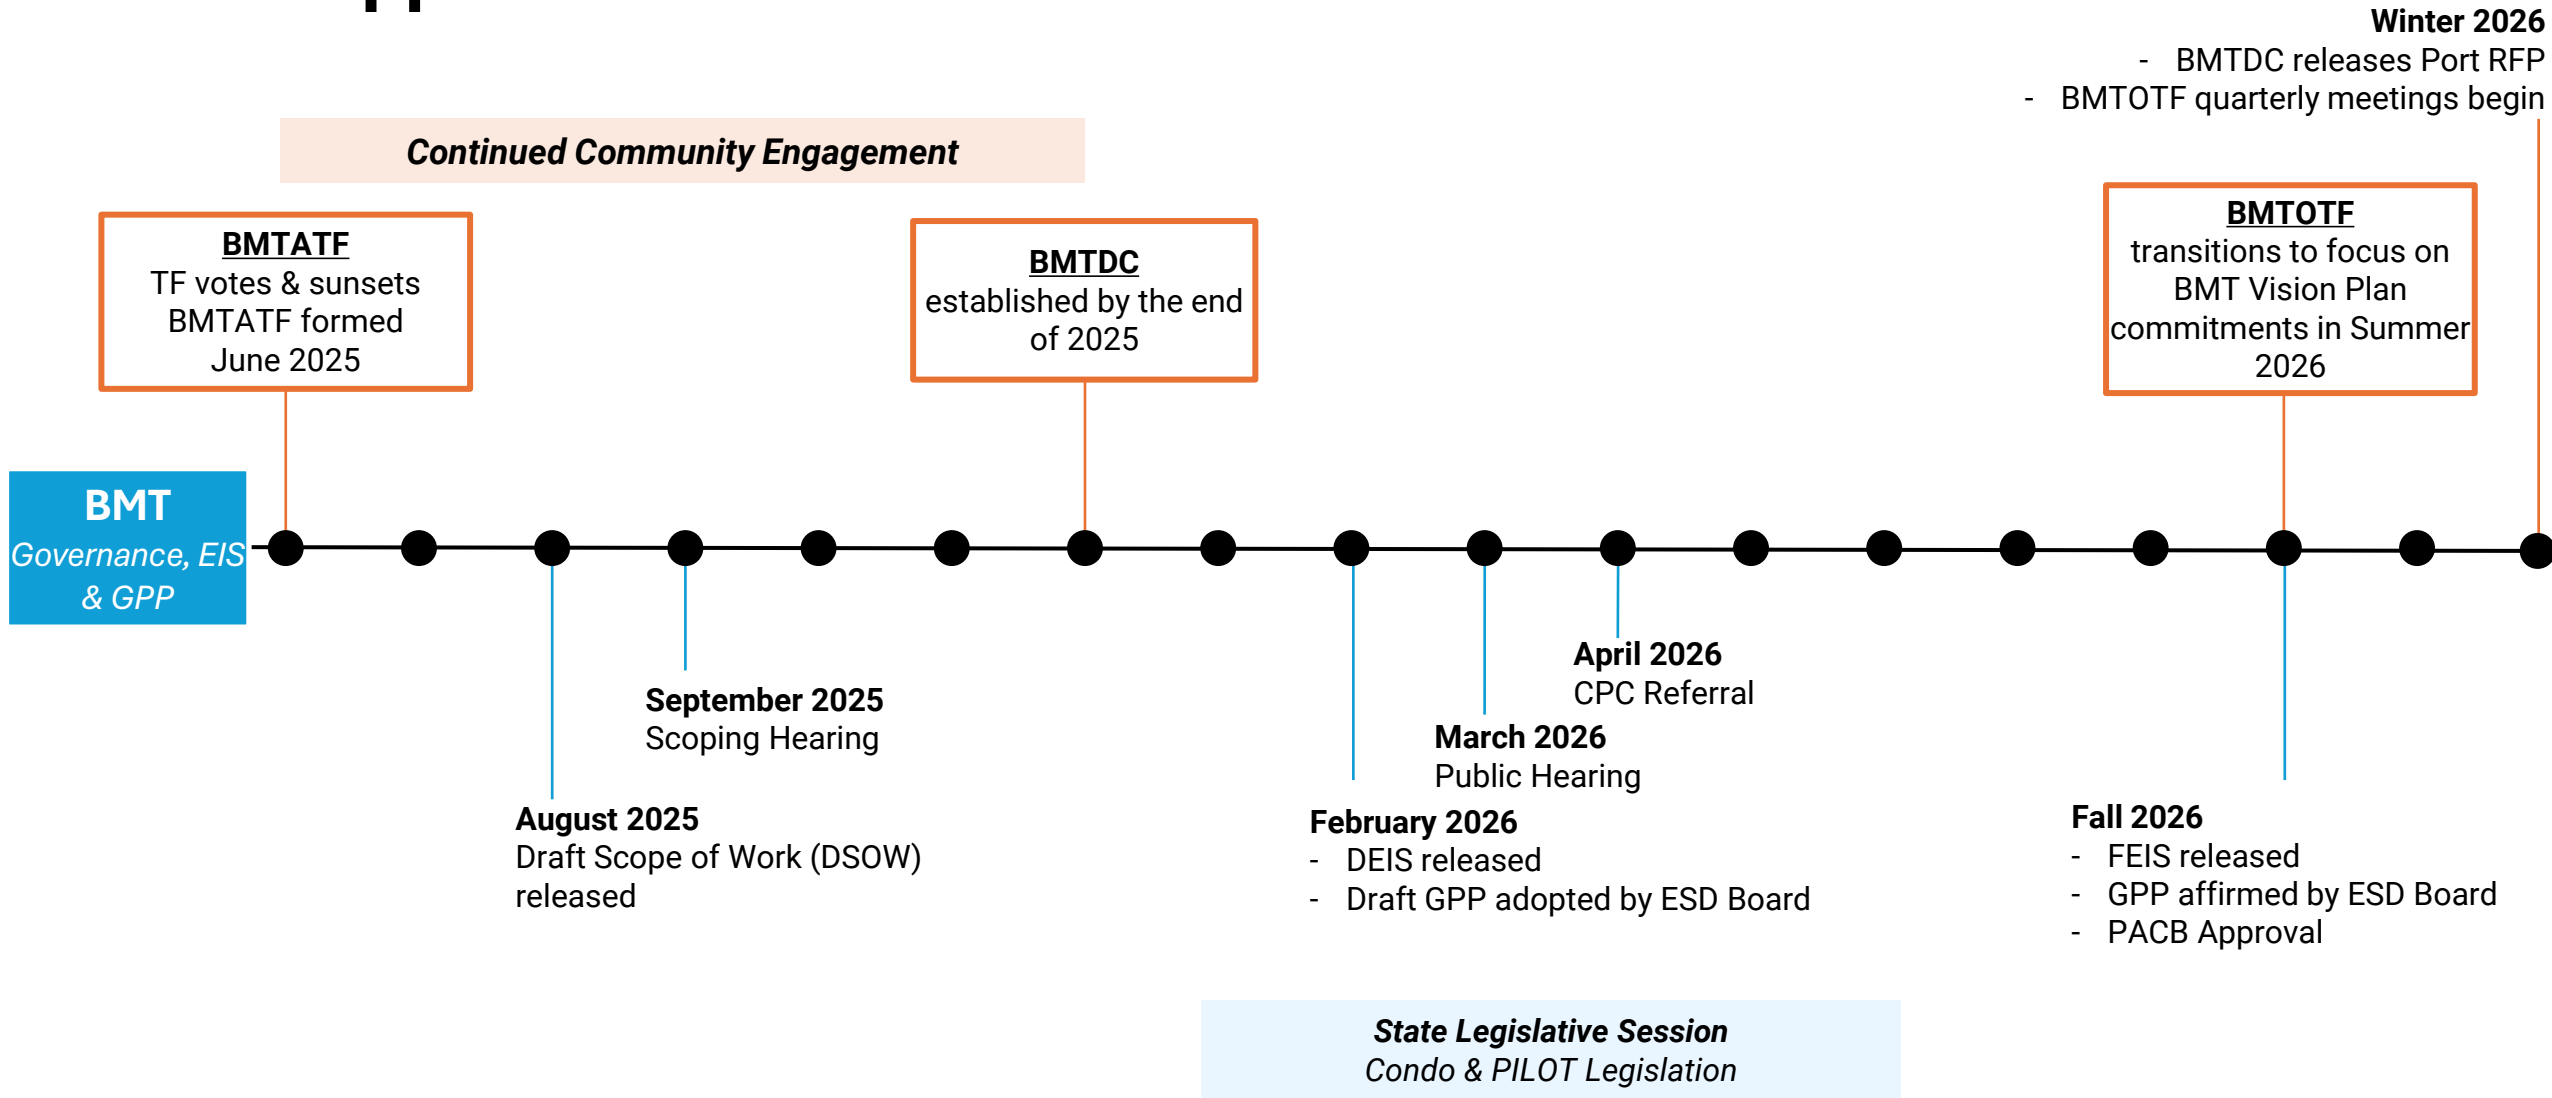 Winter 2026
- BMTDC releases Port RFP
- BMTOTF quarterly meetings begin
Continued Community Engagement
BMTATF
TF votes & sunsets
BMTATF formed
June 2025
BMTDC
established by the end
of 2025
BMTOTF
transitions to focus on
BMT Vision Plan
commitments in Summer
2026
BMT
Governance, EIS
& GPP
April 2026
CPC Referral
September 2025
Scoping Hearing
March 2026
Public Hearing
August 2025
Draft Scope of Work (DSOW)
released
February 2026
- DEIS released
- Draft GPP adopted by ESD Board
Fall 2026
- FEIS released
- GPP affirmed by ESD Board
- PACB Approval
State Legislative Session
Condo & PILOT Legislation